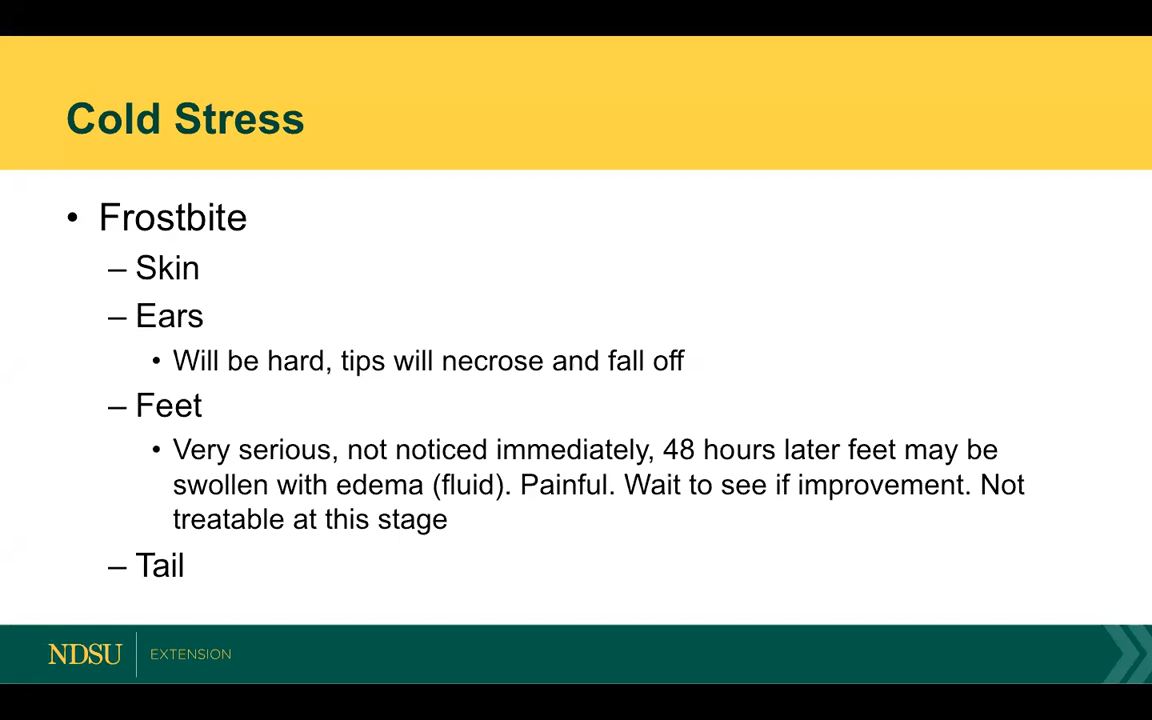 Cold Stress
• Frostbite
– Skin
– Ears
• Will be hard, tips will necrose and fall off
– Feet
• Very serious, not noticed immediately, 48 hours later feet may be
swollen with edema (fluid). Painful. Wait to see if improvement. Not
treatable at this stage
– Tail
NDSU EXTENSION